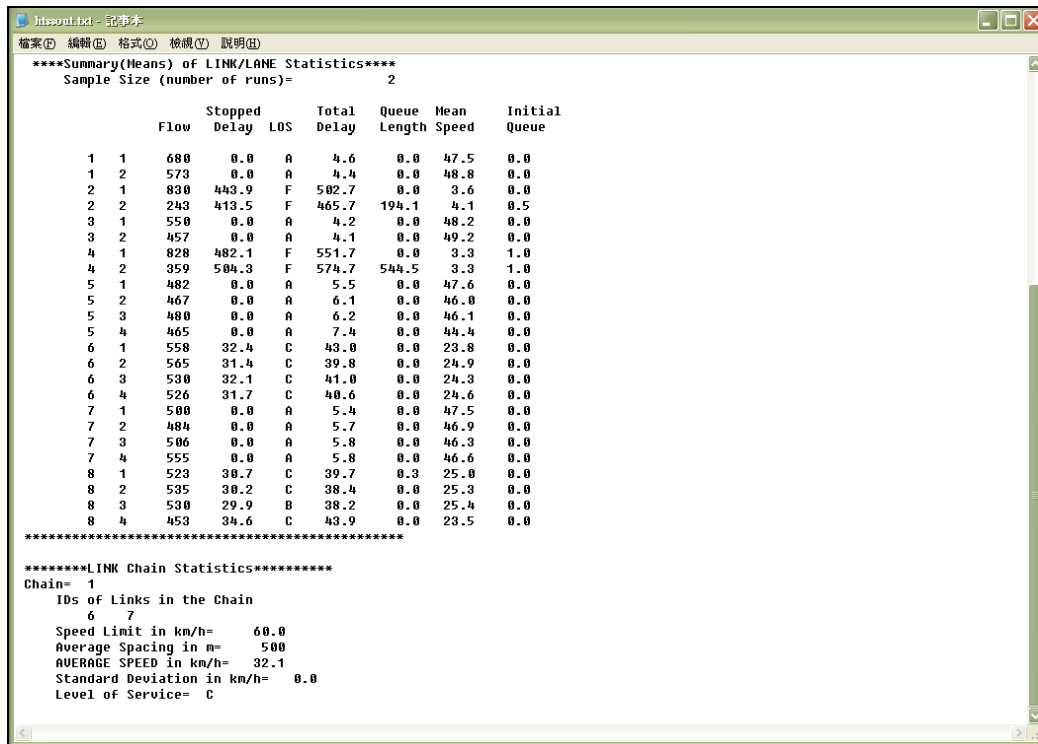 htssout.txt - 記事本
檔案(F) 編輯(E) 格式(O) 檢視(V) 說明(H)
****Summary(Means) of LINK/LANE Statistics****
Sample Size (number of runs)= 2
Stopped Total Queue Mean Initial
Flow Delay LOS Delay Length Speed Queue
1 1 680 0.0 A 4.6 0.0 47.5 0.0
1 2 573 0.0 A 4.4 0.0 48.8 0.0
2 1 830 443.9 F 502.7 0.0 3.6 0.0
2 2 243 413.5 F 465.7 194.1 4.1 0.5
3 1 550 0.0 A 4.2 0.0 48.2 0.0
3 2 457 0.0 A 4.1 0.0 49.2 0.0
4 1 828 482.1 F 551.7 0.0 3.3 1.0
4 2 359 504.3 F 574.7 544.5 3.3 1.0
5 1 482 0.0 A 5.5 0.0 47.6 0.0
5 2 467 0.0 A 6.1 0.0 46.0 0.0
5 3 480 0.0 A 6.2 0.0 46.1 0.0
5 4 465 0.0 A 7.4 0.0 44.4 0.0
6 1 558 32.4 C 43.0 0.0 23.8 0.0
6 2 565 31.4 C 39.8 0.0 24.9 0.0
6 3 530 32.1 C 41.0 0.0 24.3 0.0
6 4 526 31.7 C 40.6 0.0 24.6 0.0
7 1 500 0.0 A 5.4 0.0 47.5 0.0
7 2 484 0.0 A 5.7 0.0 46.9 0.0
7 3 506 0.0 A 5.8 0.0 46.3 0.0
7 4 555 0.0 A 5.8 0.0 46.6 0.0
8 1 523 30.7 C 39.7 0.3 25.0 0.0
8 2 535 30.2 C 38.4 0.0 25.3 0.0
8 3 530 29.9 B 38.2 0.0 25.4 0.0
8 4 453 34.6 C 43.9 0.0 23.5 0.0
************************************************
********LINK Chain Statistics**********
Chain= 1
IDs of Links in the Chain
6 7
Speed Limit in km/h= 60.0
Average Spacing in m= 500
AVERAGE SPEED in km/h= 32.1
Standard Deviation in km/h= 0.0
Level of Service= C